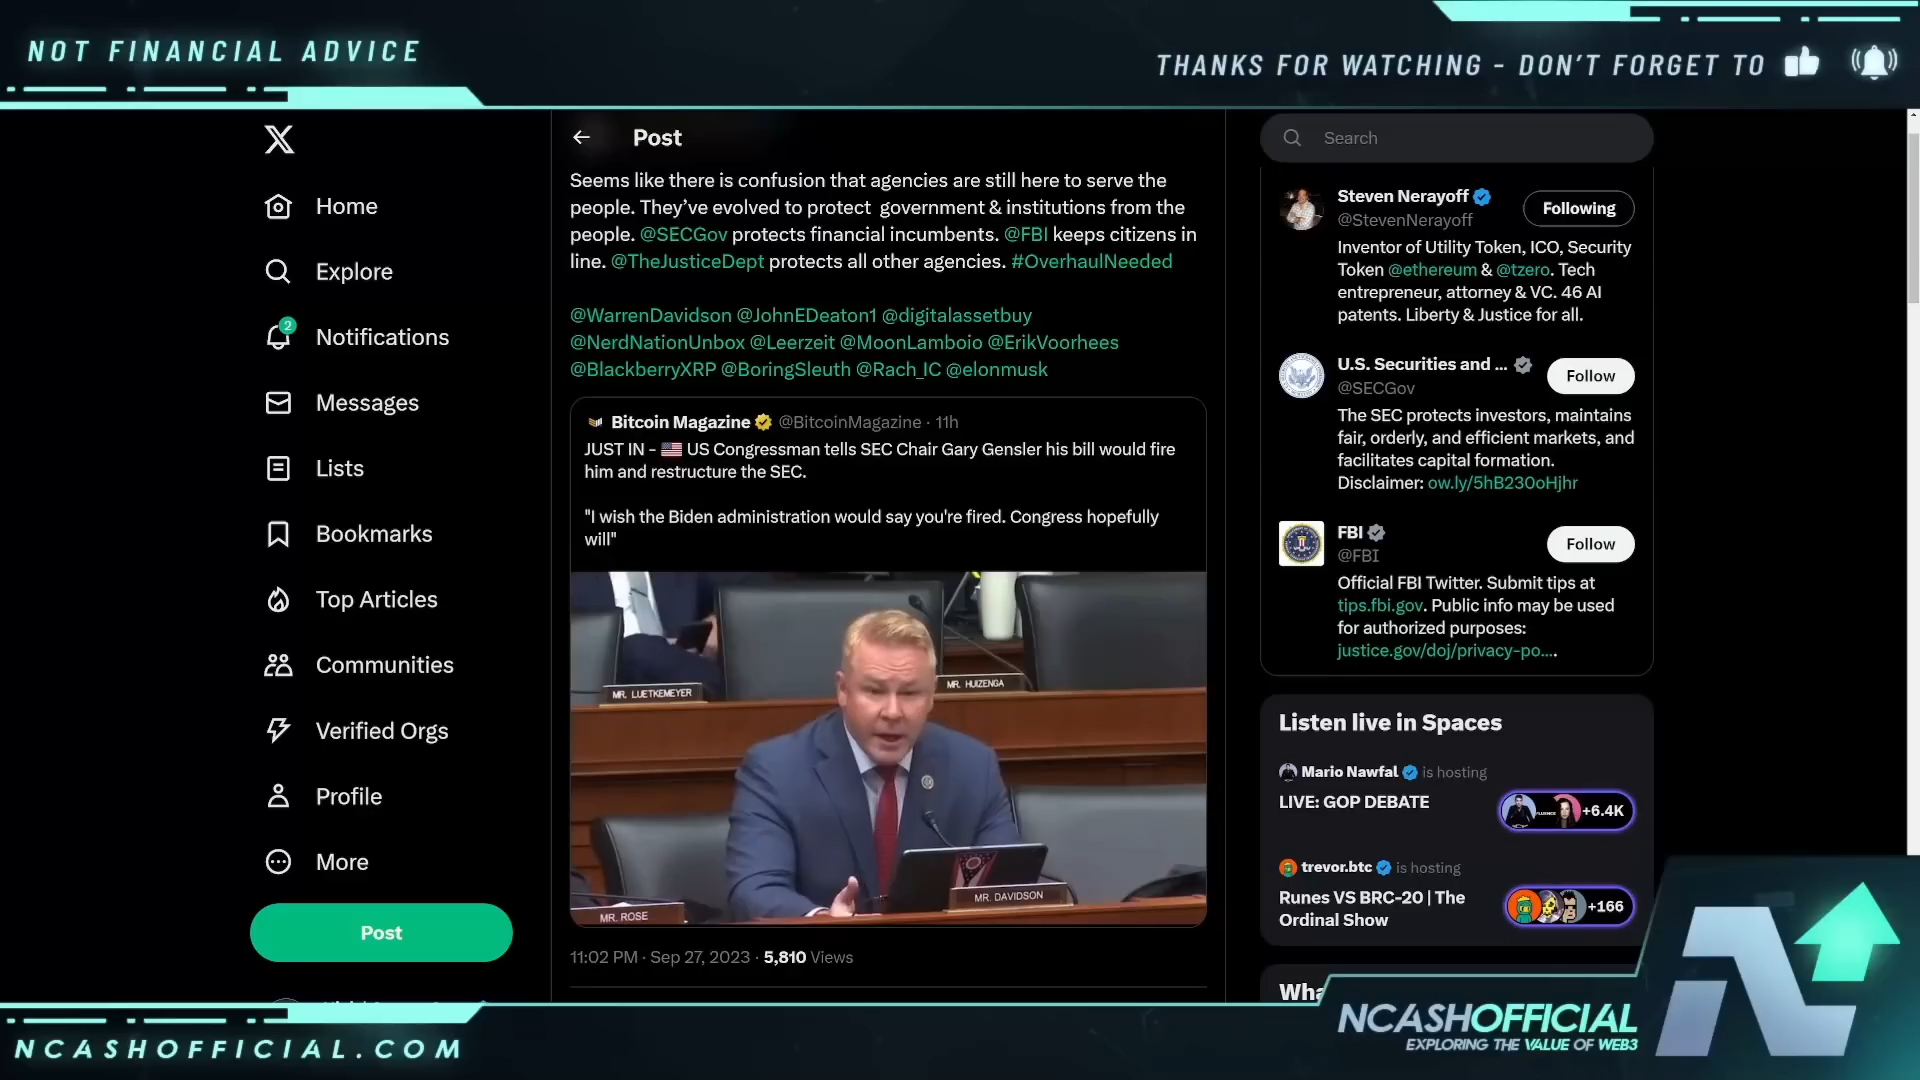 NOT FINANCIAL ADVICE
THANKS FOR WATCHING - DON'T FORGET TO
X
Home
Explore
2
Notifications
Messages
Lists
Bookmarks
Top Articles
Communities
Verified Orgs
Profile
More
Post
Post
Seems like there is confusion that agencies are still here to serve the
people. They've evolved to protect government & institutions from the
people. @SECGov protects financial incumbents. @FBI keeps citizens in
line. @TheJusticeDept protects all other agencies. #OverhaulNeeded
@WarrenDavidson @JohnEDeaton1 @digitalassetbuy
@NerdNationUnbox @Leerzeit @MoonLamboio @ErikVoorhees
@BlackberryXRP @BoringSleuth @Rach_IC @elonmusk
Bitcoin Magazine @BitcoinMagazine · 11h
JUST IN - 🇺🇸 US Congressman tells SEC Chair Gary Gensler his bill would fire
him and restructure the SEC.
"I wish the Biden administration would say you're fired. Congress hopefully
will"
MR. LUETKEMEYER
MR. HUIZENGA
MR. DAVIDSON
MR. ROSE
11:02 PM · Sep 27, 2023 · 5,810 Views
Search
Steven Nerayoff
@StevenNerayoff
Following
Inventor of Utility Token, ICO, Security
Token @ethereum & @tzero. Tech
entrepreneur, attorney & VC. 46 AI
patents. Liberty & Justice for all.
U.S. Securities and ...
@SECGov
Follow
The SEC protects investors, maintains
fair, orderly, and efficient markets, and
facilitates capital formation.
Disclaimer: ow.ly/5hB230oHjhr
FBI
@FBI
Follow
Official FBI Twitter. Submit tips at
tips.fbi.gov. Public info may be used
for authorized purposes:
justice.gov/doj/privacy-po....
Listen live in Spaces
Mario Nawfal is hosting
LIVE: GOP DEBATE
+6.4K
trevor.btc is hosting
Runes VS BRC-20 | The
Ordinal Show
+166
Wha
NCASHOFFICIAL
EXPLORING THE VALUE OF WEB3
NCASHOFFICIAL.COM